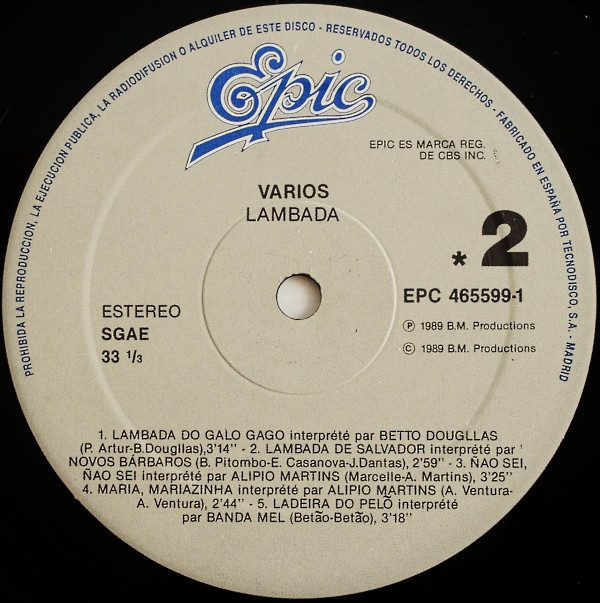 PROHIBIDA LA REPRODUCCION, LA EJECUCION PUBLICA, LA RADIODIFUSION O ALQUILER DE ESTE DISCO - RESERVADOS TODOS LOS DERECHOS - FABRICADO EN ESPAÑA POR TECNODISCO, S.A. - MADRID
Epic
EPIC ES MARCA REG.
DE CBS INC.
VARIOS
LAMBADA
* 2
ESTEREO
SGAE
33 1/3
EPC 465599-1
Ⓟ 1989 B.M. Productions
© 1989 B.M. Productions
1. LAMBADA DO GALO GAGO interprété par BETTO DOUGLLAS
(P. Artur-B.Dougllas),3'14" - 2. LAMBADA DE SALVADOR interprété par
NOVOS BÁRBAROS (B. Pitombo-E. Casanova-J.Dantas), 2'59" - 3. ÑAO SEI,
ÑAO SEI interprété par ALIPIO MARTINS (Marcelle-A. Martins), 3'25"
4. MARIA, MARIAZINHA interprété par ALIPIO MARTINS (A. Ventura-
A. Ventura), 2'44" - 5. LADEIRA DO PELÕ interprété
par BANDA MEL (Betão-Betão), 3'18"